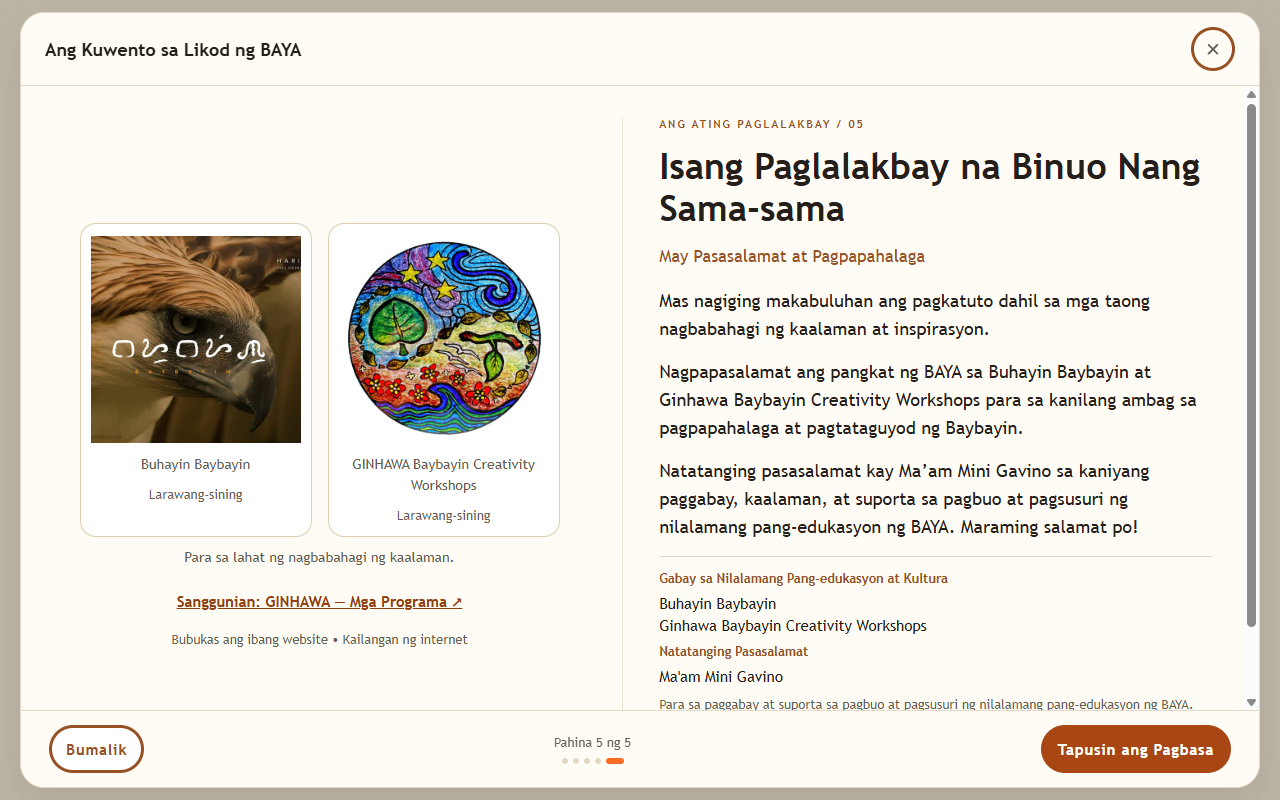 Ang Kuwento sa Likod ng BAYA
ANG ATING PAGLALAKBAY / 05
Isang Paglalakbay na Binuo Nang
Sama-sama
May Pasasalamat at Pagpapahalaga
Mas nagiging makabuluhan ang pagkatuto dahil sa mga taong
nagbabahagi ng kaalaman at inspirasyon.
Nagpapasalamat ang pangkat ng BAYA sa Buhayin Baybayin at
Ginhawa Baybayin Creativity Workshops para sa kanilang ambag sa
pagpapahalaga at pagtataguyod ng Baybayin.
Natatanging pasasalamat kay Ma’am Mini Gavino sa kaniyang
paggabay, kaalaman, at suporta sa pagbuo at pagsusuri ng
nilalamang pang-edukasyon ng BAYA. Maraming salamat po!
Gabay sa Nilalamang Pang-edukasyon at Kultura
Buhayin Baybayin
Ginhawa Baybayin Creativity Workshops
Natatanging Pasasalamat
Ma'am Mini Gavino
Para sa paggabay at suporta sa pagbuo at pagsusuri ng nilalamang pang-edukasyon ng BAYA.
HARI
Buhayin Baybayin
Larawang-sining
GINHAWA Baybayin Creativity
Workshops
Larawang-sining
Para sa lahat ng nagbabahagi ng kaalaman.
Sanggunian: GINHAWA — Mga Programa ↗
Bubukas ang ibang website • Kailangan ng internet
Bumalik
Pahina 5 ng 5
Tapusin ang Pagbasa